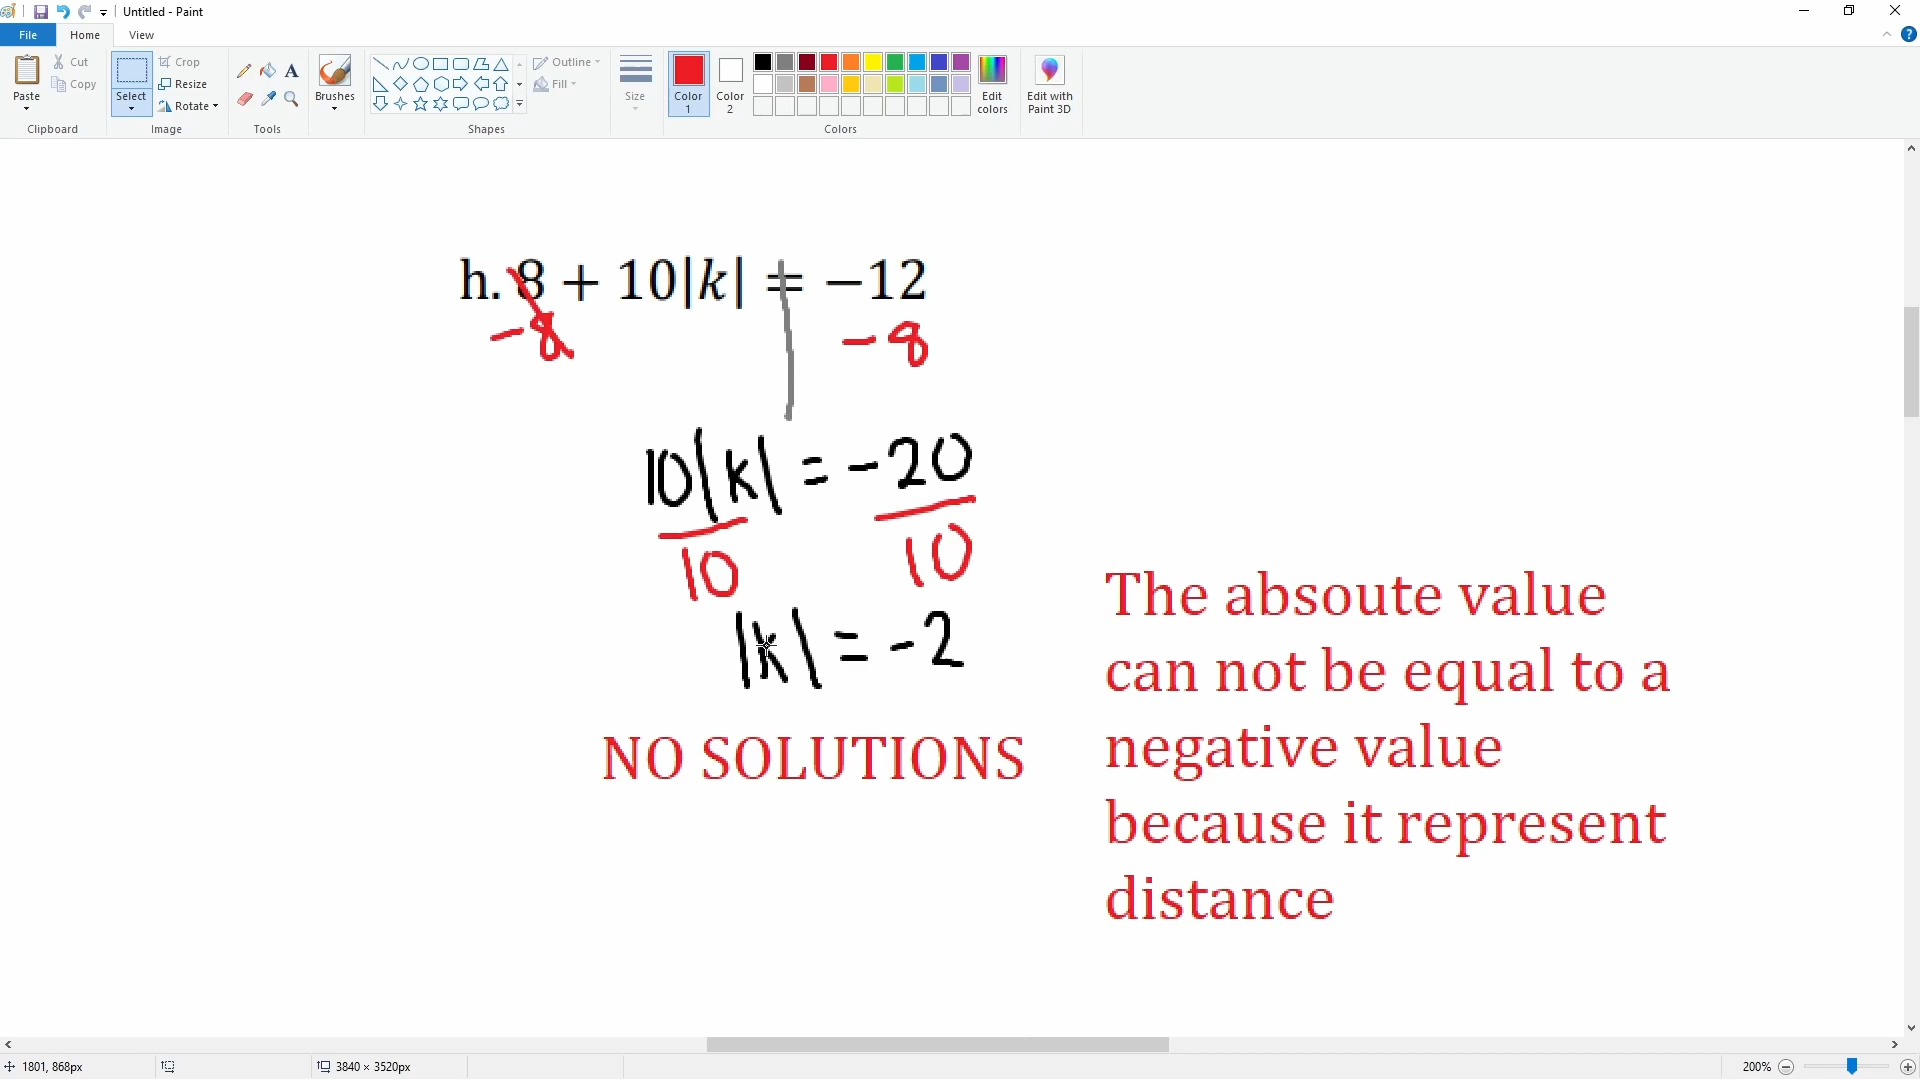 Untitled - Paint
File Home View
Paste
Cut
Copy
Clipboard
Select
Crop
Resize
Rotate
Image
A
Tools
Brushes
Shapes
Outline
Fill
Size
Color 1
Color 2
Edit colors
Colors
Edit with Paint 3D
h. 8 + 10|k| = −12
-8 -8
10|k| = -20
10 10
|k| = -2
NO SOLUTIONS
The absoute value
can not be equal to a
negative value
because it represent
distance
1801, 868px
3840 × 3520px
200%